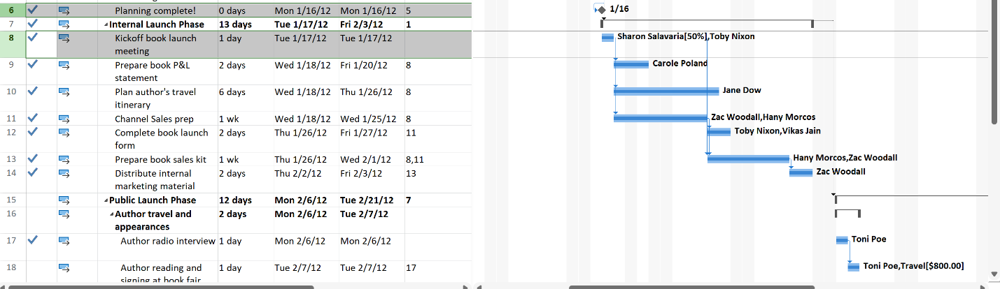 6 Planning complete! 0 days Mon 1/16/12 Mon 1/16/12 5 1/16
7 Internal Launch Phase 13 days Tue 1/17/12 Fri 2/3/12 1
8 Kickoff book launch 1 day Tue 1/17/12 Tue 1/17/12 Sharon Salavaria[50%],Toby Nixon
meeting
9 Prepare book P&L 2 days Wed 1/18/12 Fri 1/20/12 8 Carole Poland
statement
10 Plan author's travel 6 days Wed 1/18/12 Thu 1/26/12 8 Jane Dow
itinerary
11 Channel Sales prep 1 wk Wed 1/18/12 Wed 1/25/12 8 Zac Woodall,Hany Morcos
12 Complete book launch 2 days Thu 1/26/12 Fri 1/27/12 11 Toby Nixon,Vikas Jain
form
13 Prepare book sales kit 1 wk Thu 1/26/12 Wed 2/1/12 8,11 Hany Morcos,Zac Woodall
14 Distribute internal 2 days Thu 2/2/12 Fri 2/3/12 13 Zac Woodall
marketing material
15 Public Launch Phase 12 days Mon 2/6/12 Tue 2/21/12 7
16 Author travel and 2 days Mon 2/6/12 Tue 2/7/12
appearances
17 Author radio interview 1 day Mon 2/6/12 Mon 2/6/12 Toni Poe
18 Author reading and 1 day Tue 2/7/12 Tue 2/7/12 17 Toni Poe,Travel[$800.00]
signing at book fair